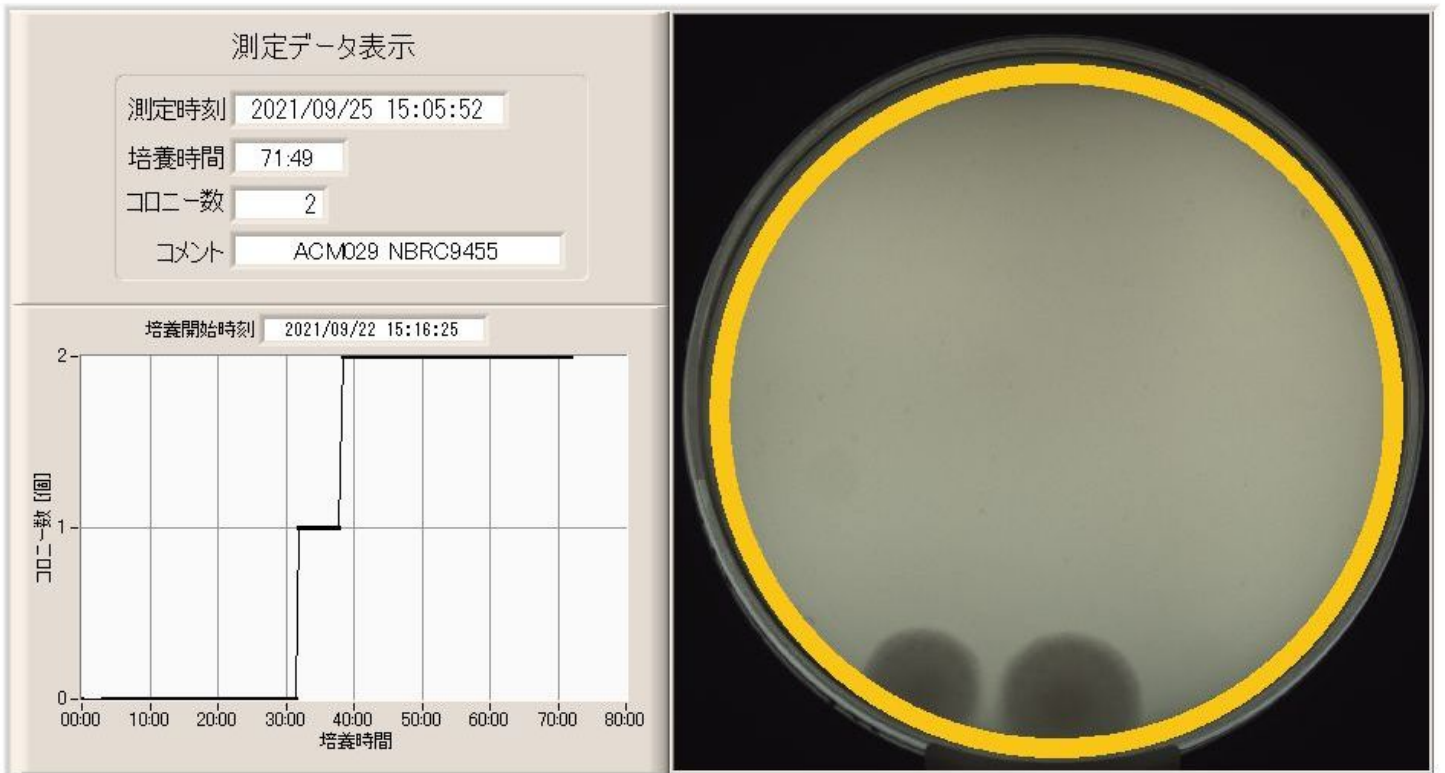 測定データ表示
測定時刻 2021/09/25 15:05:52
培養時間 71:49
コロニー数 2
コメント ACM029 NBRC9455
培養開始時刻 2021/09/22 15:16:25
コロニー数 [個]
2
1
0
00:00 10:00 20:00 30:00 40:00 50:00 60:00 70:00 80:00
培養時間